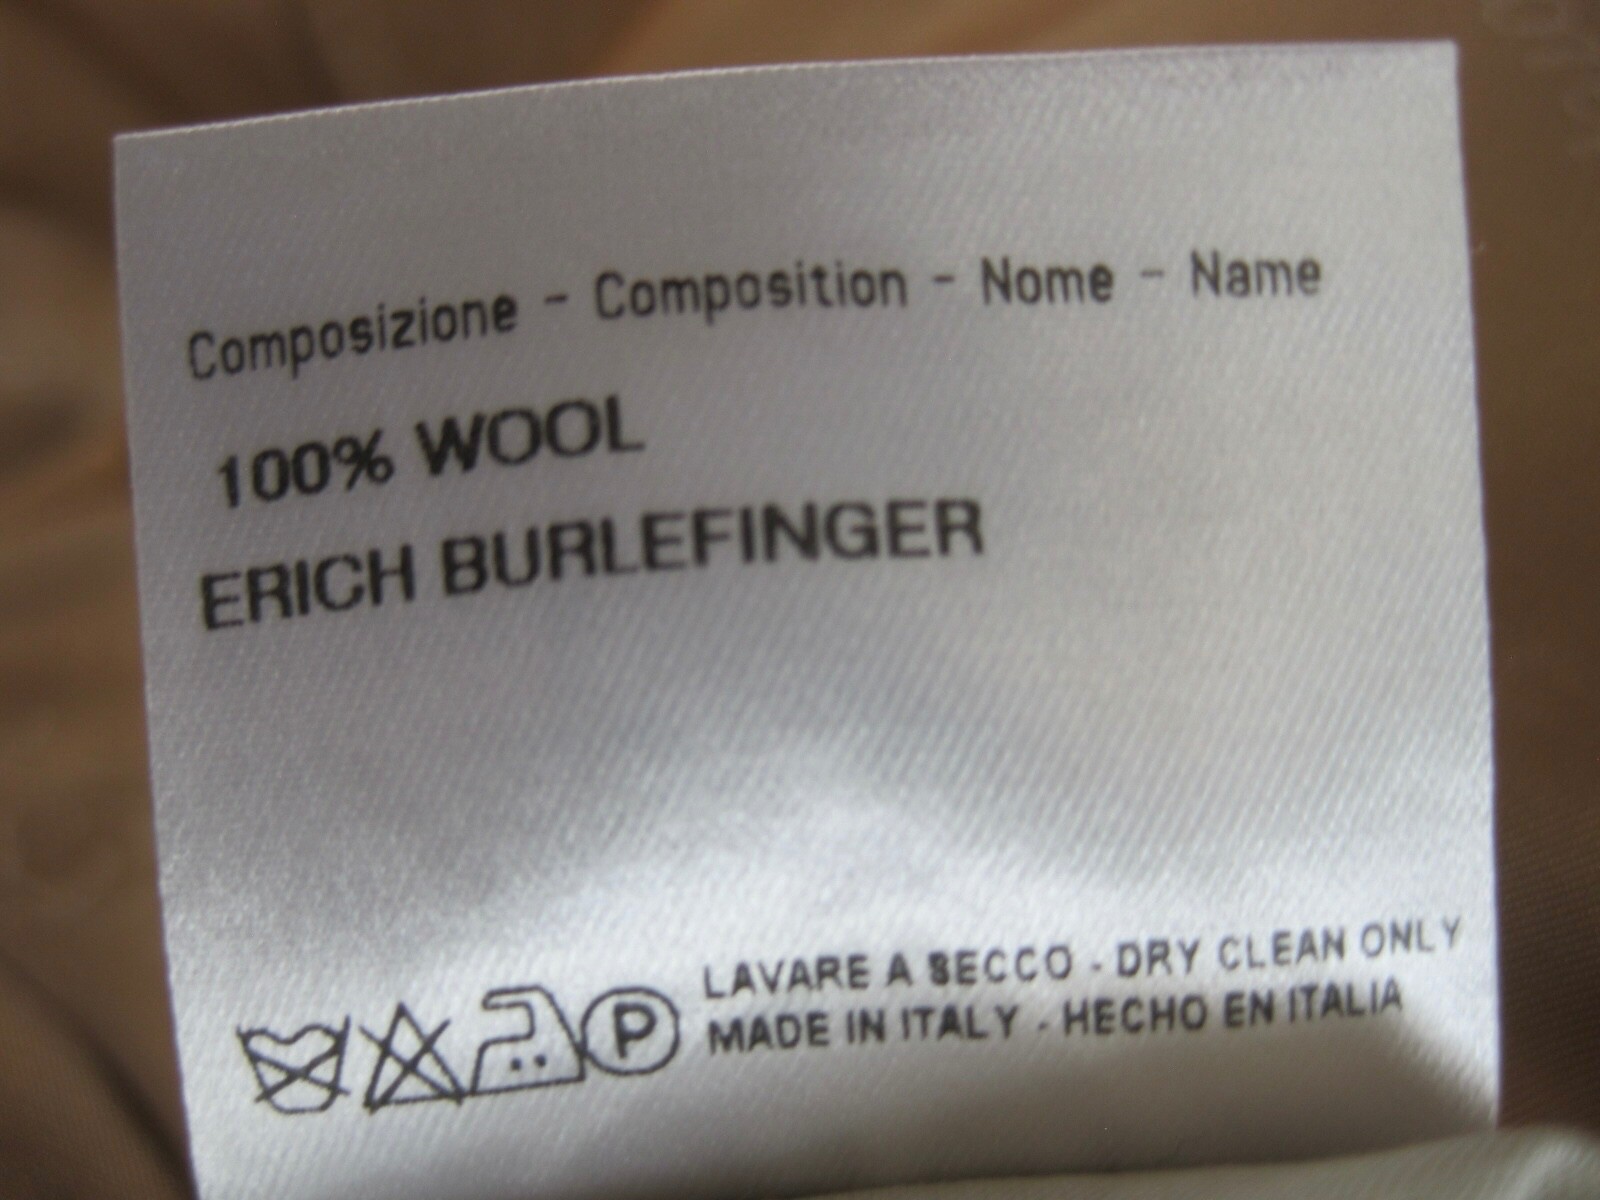 Composizione - Composition - Nome - Name
100% WOOL
ERICH BURLEFINGER
LAVARE A SECCO - DRY CLEAN ONLY
P MADE IN ITALY - HECHO EN ITALIA